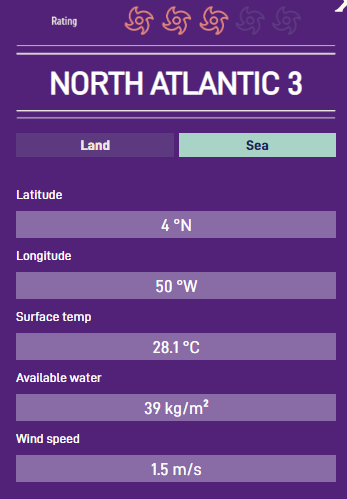 Rating
NORTH ATLANTIC 3
Land Sea
Latitude
4 °N
Longitude
50 °W
Surface temp
28.1 °C
Available water
39 kg/m²
Wind speed
1.5 m/s